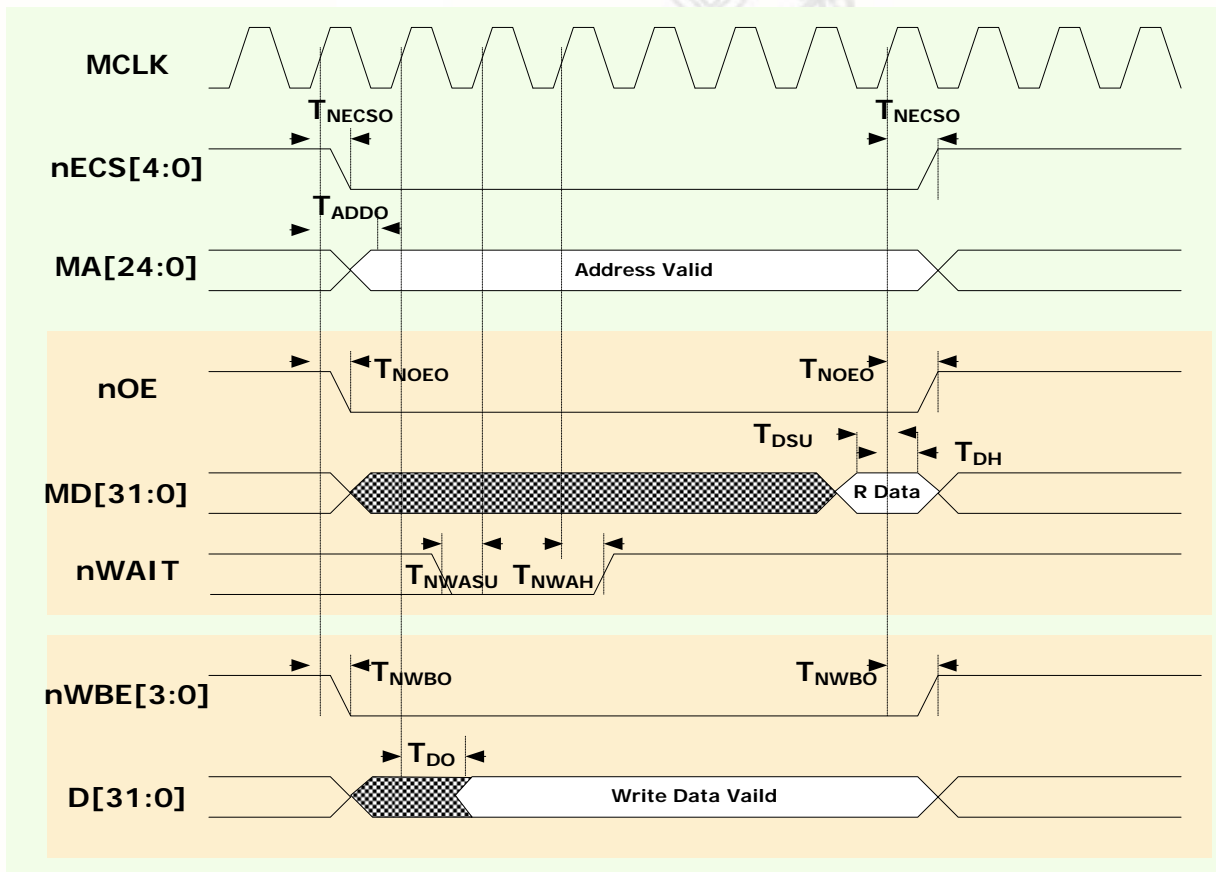 MCLK
TNECSO
TNECSO
nECS[4:0]
TADDO
MA[24:0]
Address Valid
nOE
TNOEO
TNOEO
TDSU
TDH
MD[31:0]
R Data
nWAIT
TNWASU
TNWAH
nWBE[3:0]
TNWBO
TNWBO
TDO
D[31:0]
Write Data Vaild